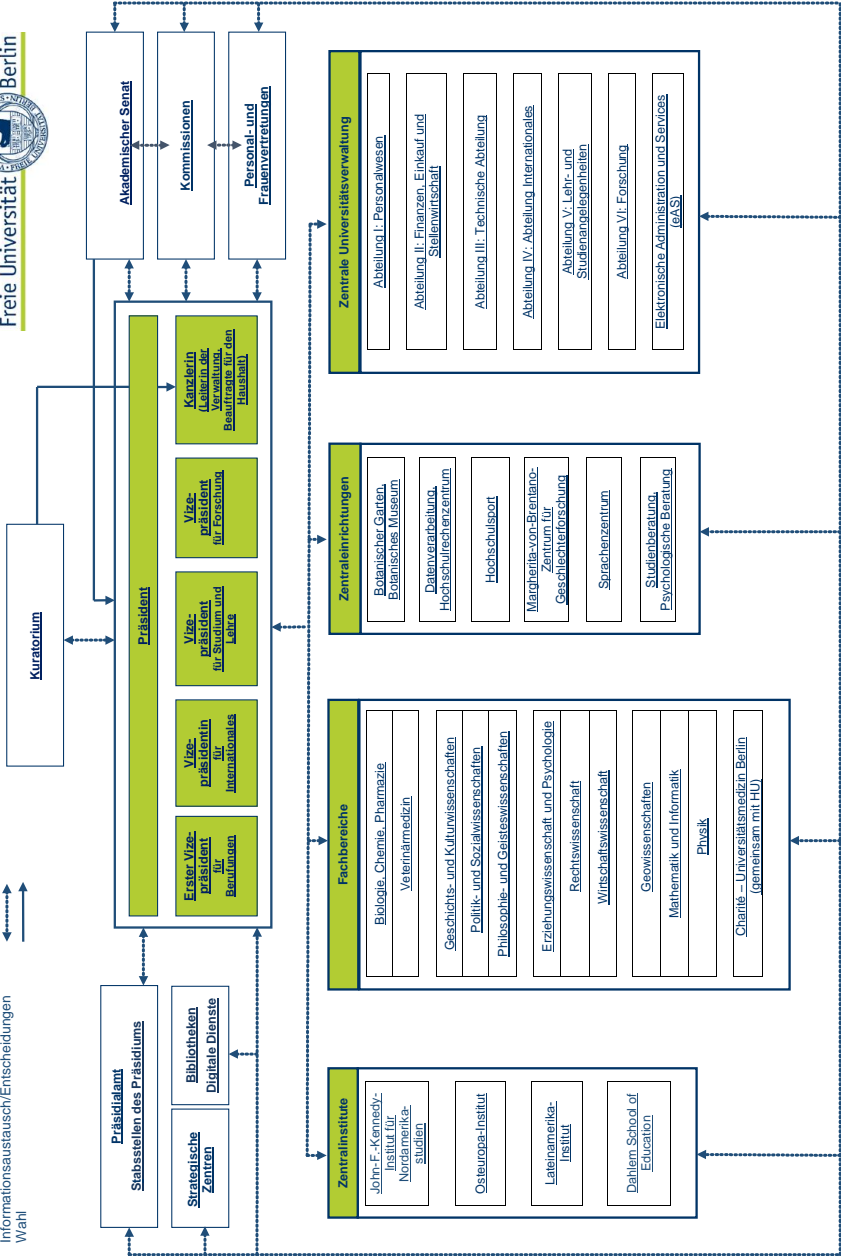 Informationsaustausch/Entscheidungen
Wahl
Freie Universität Berlin
Kuratorium
Präsidialamt
Stabsstellen des Präsidiums
Strategische
Zentren
Bibliotheken
Digitale Dienste
Präsident
Erster Vize-
präsident
für
Berufungen
Vize-
präsidentin
für
Internationales
Vize-
präsident
für Studium und
Lehre
Vize-
präsident
für Forschung
Kanzlerin
(Leiterin der
Verwaltung,
Beauftragte für den
Haushalt)
Akademischer Senat
Kommissionen
Personal- und
Frauenvertretungen
Zentralinstitute
John-F.-Kennedy-
Institut für
Nordamerika-
studien
Osteuropa-Institut
Lateinamerika-
Institut
Dahlem School of
Education
Fachbereiche
Biologie, Chemie, Pharmazie
Veterinärmedizin
Geschichts- und Kulturwissenschaften
Politik- und Sozialwissenschaften
Philosophie- und Geisteswissenschaften
Erziehungswissenschaft und Psychologie
Rechtswissenschaft
Wirtschaftswissenschaft
Geowissenschaften
Mathematik und Informatik
Physik
Charité – Universitätsmedizin Berlin
(gemeinsam mit HU)
Zentraleinrichtungen
Botanischer Garten,
Botanisches Museum
Datenverarbeitung,
Hochschulrechenzentrum
Hochschulsport
Margherita-von-Brentano-
Zentrum für
Geschlechterforschung
Sprachenzentrum
Studienberatung,
Psychologische Beratung
Zentrale Universitätsverwaltung
Abteilung I: Personalwesen
Abteilung II: Finanzen, Einkauf und
Stellenwirtschaft
Abteilung III: Technische Abteilung
Abteilung IV: Abteilung Internationales
Abteilung V: Lehr- und
Studienangelegenheiten
Abteilung VI: Forschung
Elektronische Administration und Services
(eAS)